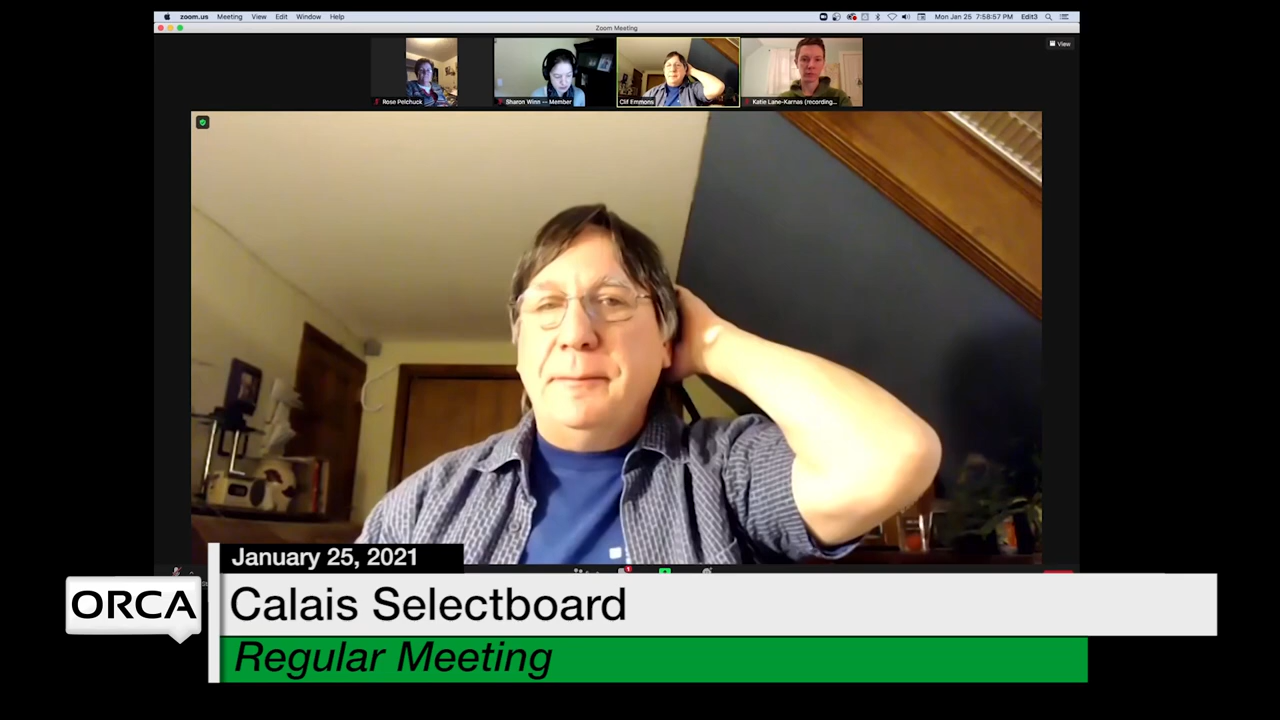 zoom.us Meeting View Edit Window Help Mon Jan 25 7:58:57 PM Edit3
Zoom Meeting
View
Rose Pelchuck
Sharon Winn -- Member
Clif Emmons
Katie Lane-Karnas (recording...
January 25, 2021
ORCA
Calais Selectboard
Regular Meeting